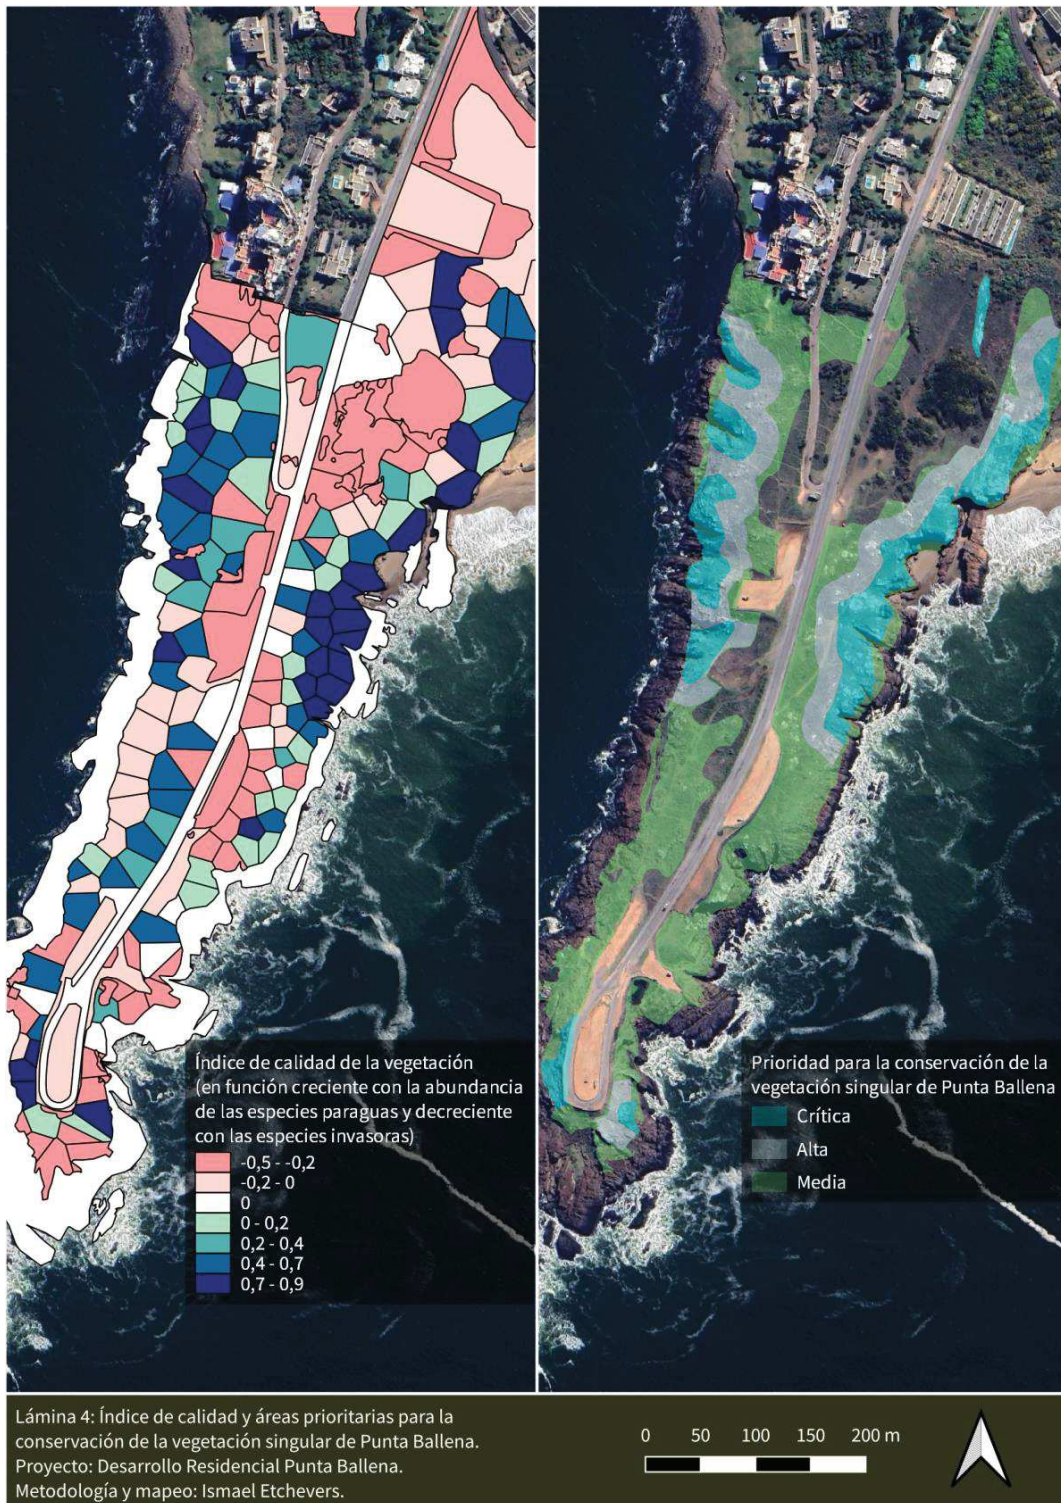 Índice de calidad de la vegetación
(en función creciente con la abundancia
de las especies paraguas y decreciente
con las especies invasoras)
-0,5 - -0,2
-0,2 - 0
0
0 - 0,2
0,2 - 0,4
0,4 - 0,7
0,7 - 0,9
Prioridad para la conservación de la
vegetación singular de Punta Ballena
Crítica
Alta
Media
Lámina 4: Índice de calidad y áreas prioritarias para la
conservación de la vegetación singular de Punta Ballena.
Proyecto: Desarrollo Residencial Punta Ballena.
Metodología y mapeo: Ismael Etchevers.
0 50 100 150 200 m